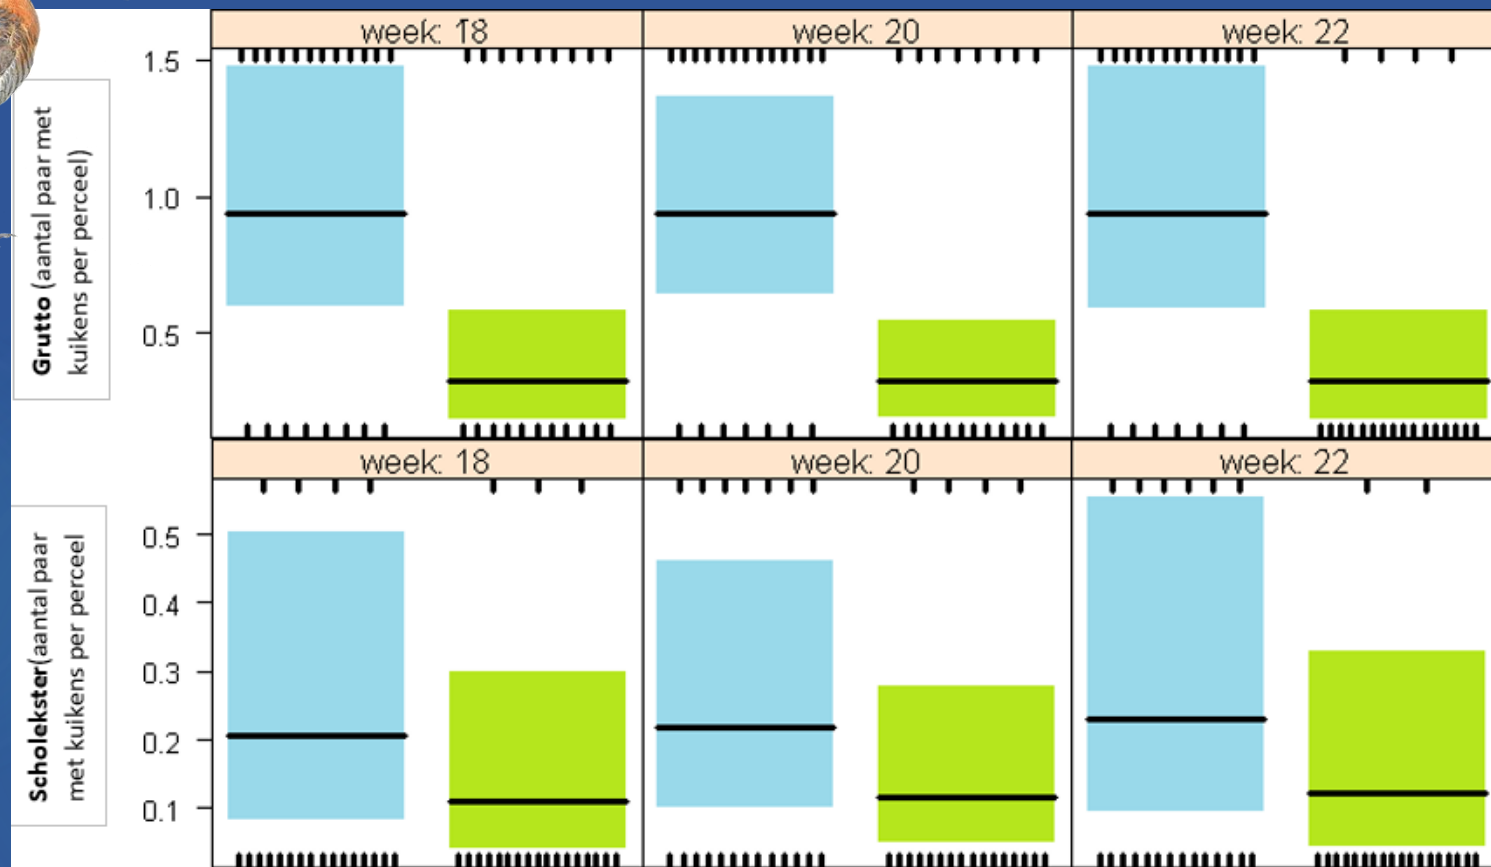 week: 18
week: 20
week: 22
Grutto (aantal paar met
kuikens per perceel)
1.5
1.0
0.5
week: 18
week: 20
week: 22
Scholekster(aantal paar
met kuikens per perceel
0.5
0.4
0.3
0.2
0.1